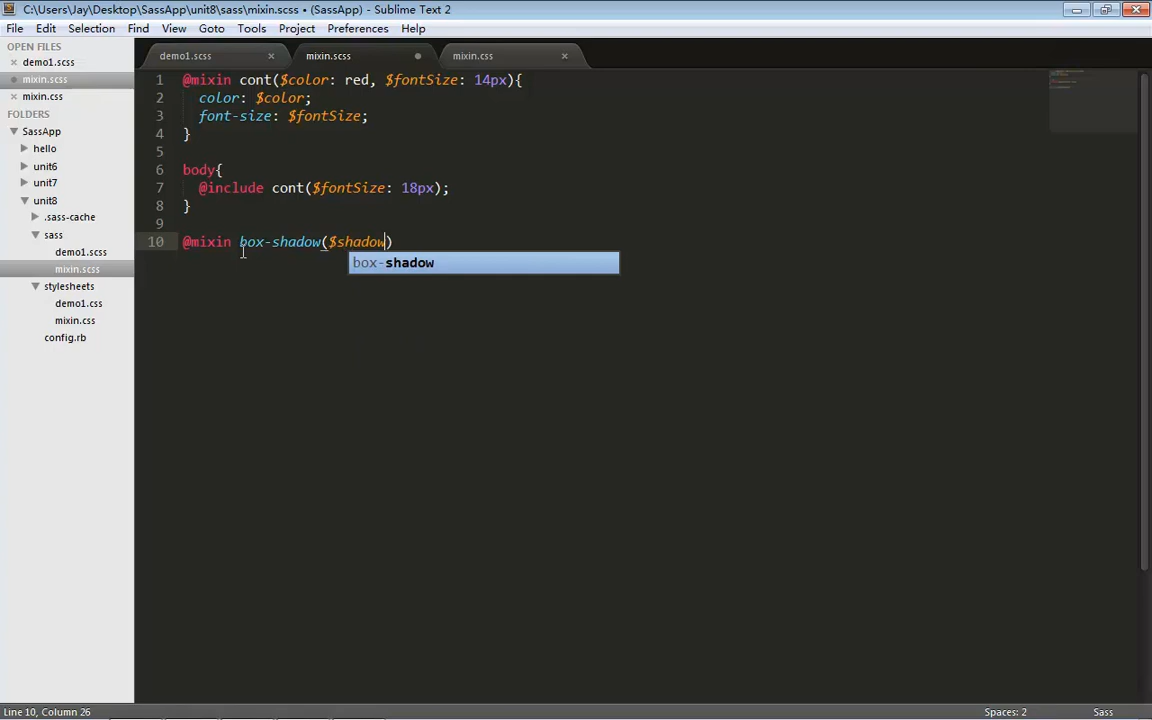 C:\Users\Jay\Desktop\SassApp\unit8\sass\mixin.scss • (SassApp) - Sublime Text 2
File Edit Selection Find View Goto Tools Project Preferences Help
OPEN FILES
demo1.scss
mixin.scss
mixin.css
FOLDERS
SassApp
hello
unit6
unit7
unit8
.sass-cache
sass
demo1.scss
mixin.scss
stylesheets
demo1.css
mixin.css
config.rb
demo1.scss mixin.scss mixin.css
1 @mixin cont($color: red, $fontSize: 14px){
2 color: $color;
3 font-size: $fontSize;
4 }
5
6 body{
7 @include cont($fontSize: 18px);
8 }
9
10 @mixin box-shadow($shadow)
box-shadow
Line 10, Column 26 Spaces: 2 Sass